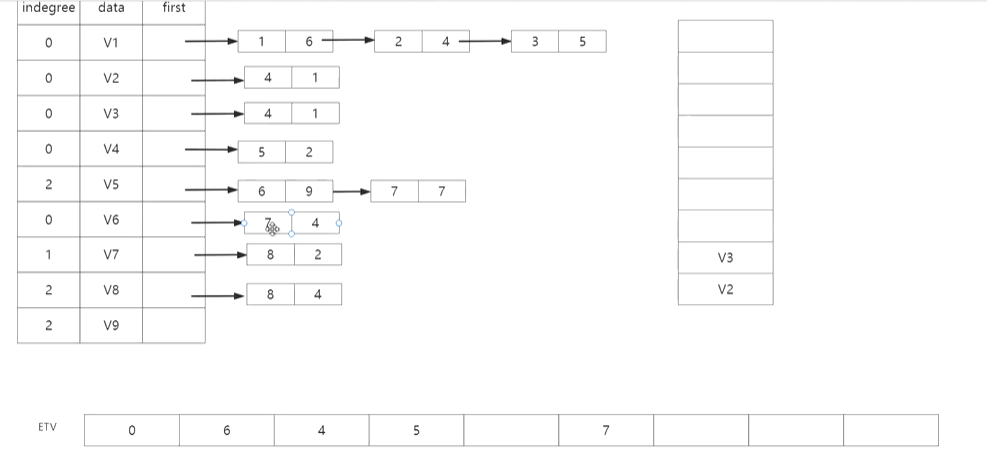 indegree data first
0 V1 1 6 2 4 3 5
0 V2 4 1
0 V3 4 1
0 V4 5 2
2 V5 6 9 7 7
0 V6 7 4
1 V7 8 2 V3
2 V8 8 4 V2
2 V9
ETV 0 6 4 5 7